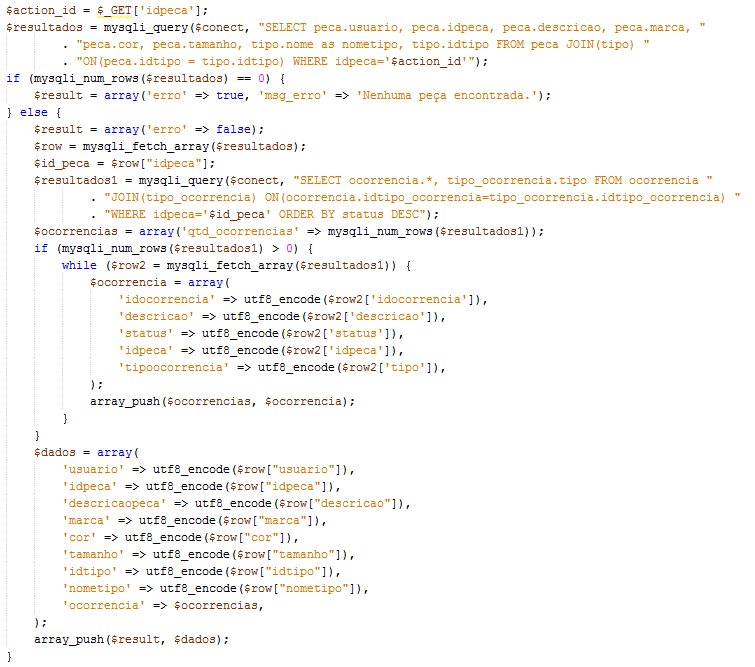 $action_id = $_GET['idpeca'];
$resultados = mysqli_query($conect, "SELECT peca.usuario, peca.idpeca, peca.descricao, peca.marca, "
        . "peca.cor, peca.tamanho, tipo.nome as nometipo, tipo.idtipo FROM peca JOIN(tipo) "
        . "ON(peca.idtipo = tipo.idtipo) WHERE idpeca='$action_id'");
if (mysqli_num_rows($resultados) == 0) {
    $result = array('erro' => true, 'msg_erro' => 'Nenhuma peça encontrada.');
} else {
    $result = array('erro' => false);
    $row = mysqli_fetch_array($resultados);
    $id_peca = $row["idpeca"];
    $resultados1 = mysqli_query($conect, "SELECT ocorrencia.*, tipo_ocorrencia.tipo FROM ocorrencia "
            . "JOIN(tipo_ocorrencia) ON(ocorrencia.idtipo_ocorrencia=tipo_ocorrencia.idtipo_ocorrencia) "
            . "WHERE idpeca='$id_peca' ORDER BY status DESC");
    $ocorrencias = array('qtd_ocorrencias' => mysqli_num_rows($resultados1));
    if (mysqli_num_rows($resultados1) > 0) {
        while ($row2 = mysqli_fetch_array($resultados1)) {
            $ocorrencia = array(
                'idocorrencia' => utf8_encode($row2['idocorrencia']),
                'descricao' => utf8_encode($row2['descricao']),
                'status' => utf8_encode($row2['status']),
                'idpeca' => utf8_encode($row2['idpeca']),
                'tipoocorrencia' => utf8_encode($row2['tipo']),
            );
            array_push($ocorrencias, $ocorrencia);
        }
    }
    $dados = array(
        'usuario' => utf8_encode($row["usuario"]),
        'idpeca' => utf8_encode($row["idpeca"]),
        'descricaopeca' => utf8_encode($row["descricao"]),
        'marca' => utf8_encode($row["marca"]),
        'cor' => utf8_encode($row["cor"]),
        'tamanho' => utf8_encode($row["tamanho"]),
        'idtipo' => utf8_encode($row["idtipo"]),
        'nometipo' => utf8_encode($row["nometipo"]),
        'ocorrencia' => $ocorrencias,
    );
    array_push($result, $dados);
}